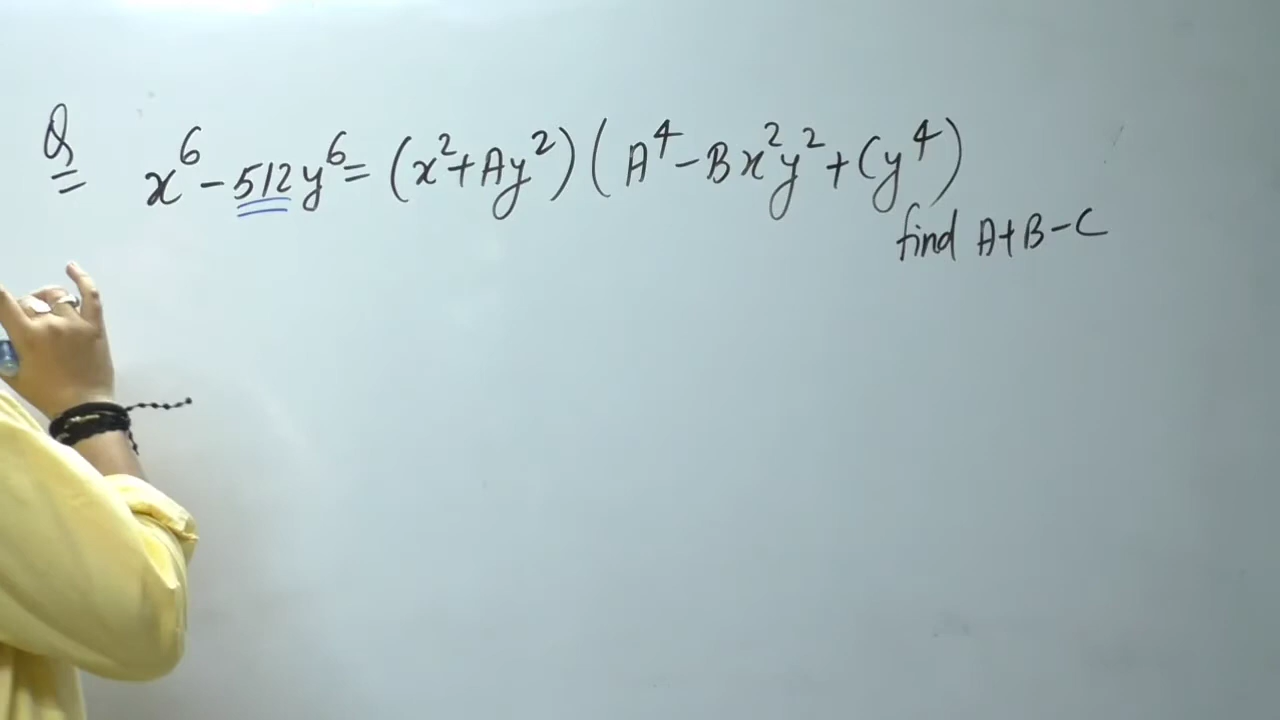 Q x⁶ - 512y⁶ = (x² + Ay²) (A⁴ - Bx²y² + Cy⁴)
find A+B-C